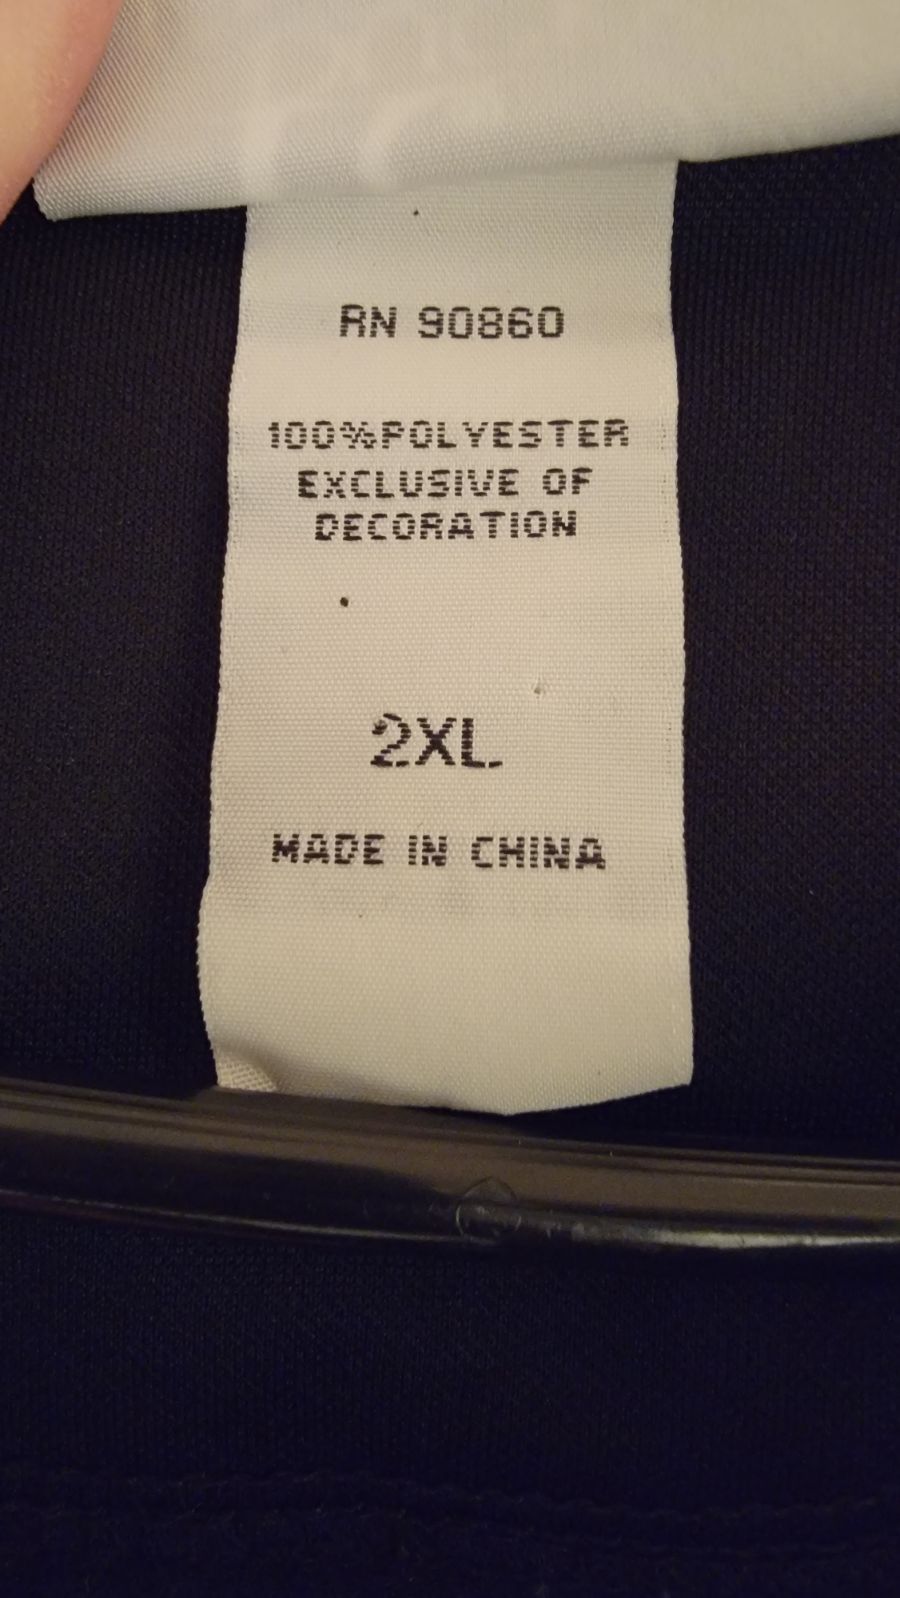 RN 90860
100%POLYESTER
EXCLUSIVE OF
DECORATION
2XL
MADE IN CHINA